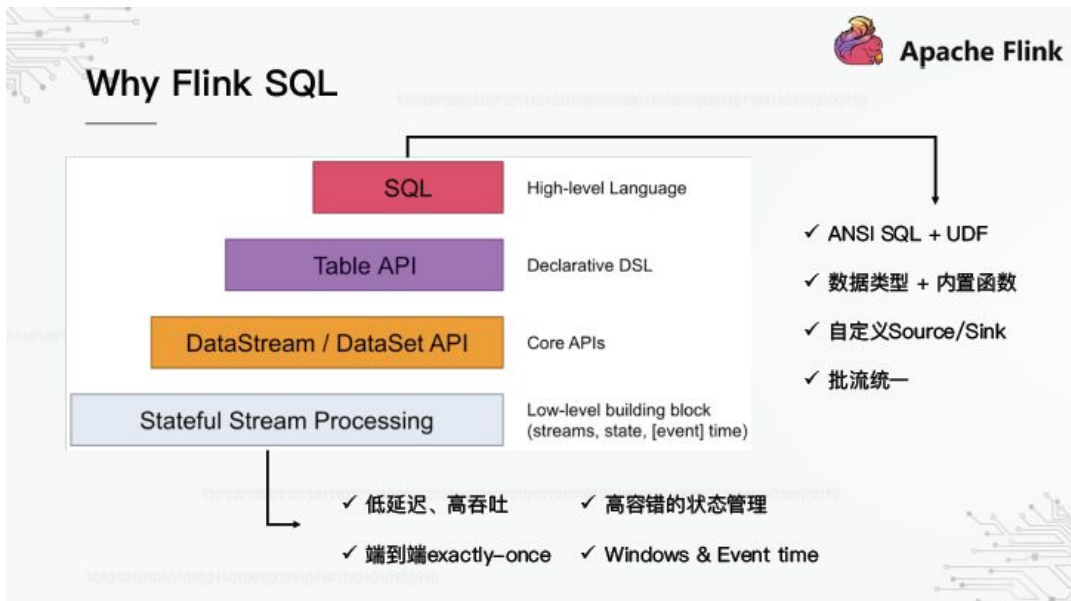 Apache Flink
Why Flink SQL
SQL
High-level Language
Table API
Declarative DSL
DataStream / DataSet API
Core APIs
Stateful Stream Processing
Low-level building block
(streams, state, [event] time)
✓ ANSI SQL + UDF
✓ 数据类型 + 内置函数
✓ 自定义Source/Sink
✓ 批流统一
✓ 低延迟、高吞吐
✓ 高容错的状态管理
✓ 端到端exactly-once
✓ Windows & Event time